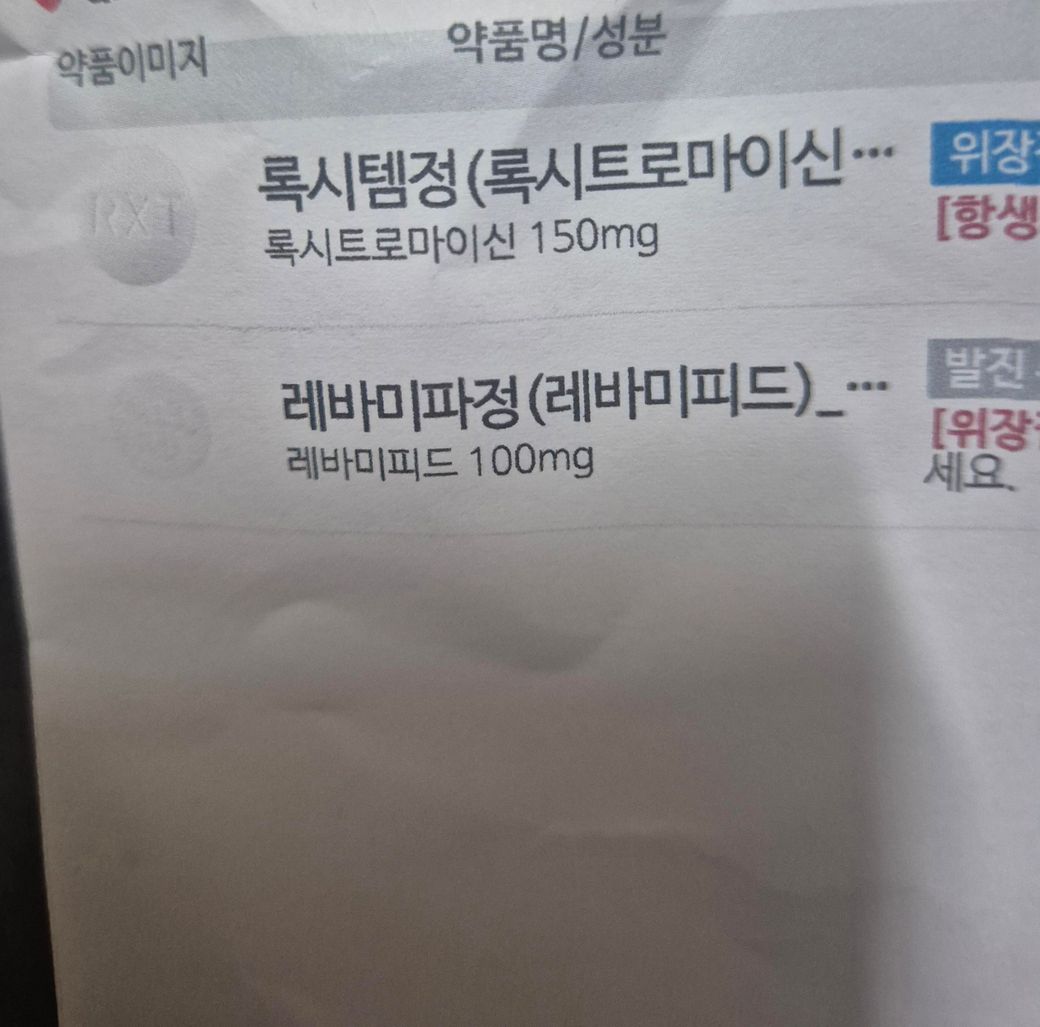 약품이미지 약품명/성분
록시템정(록시트로마이신… 위장
록시트로마이신 150mg [항생
레바미파정(레바미피드)_… 발진
레바미피드 100mg [위장
세요.